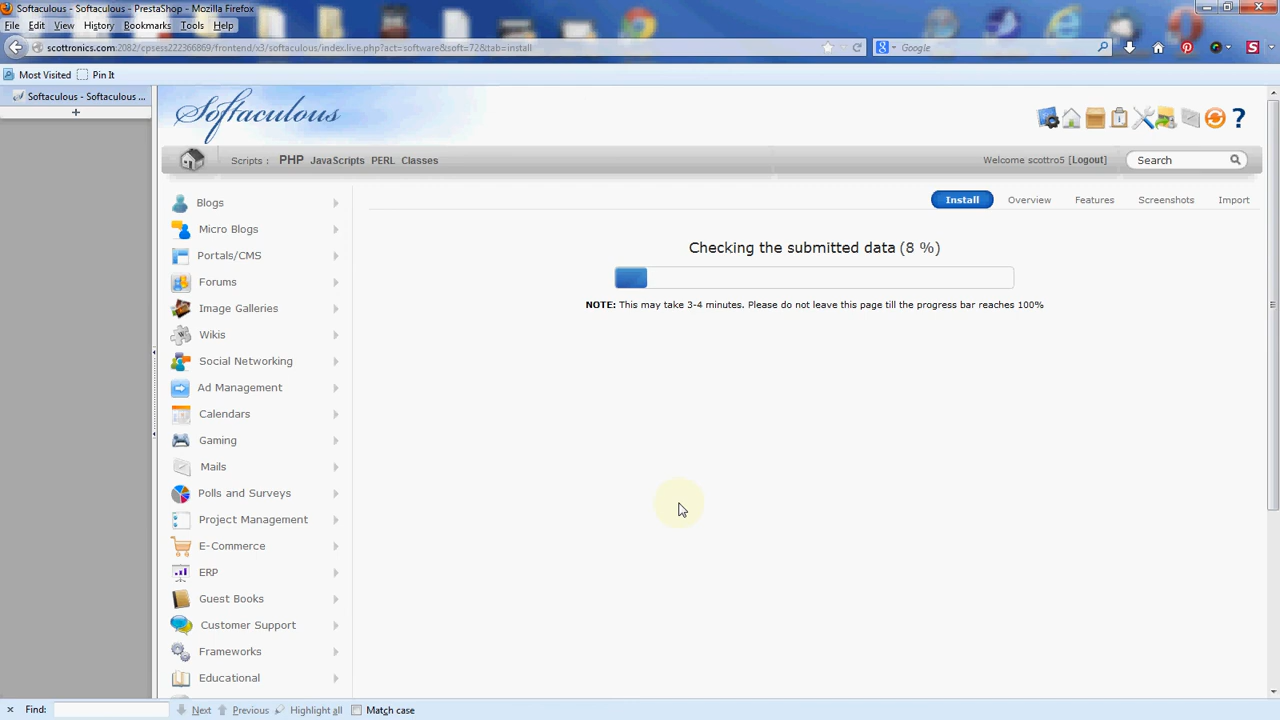 Softaculous - Softaculous - PrestaShop - Mozilla Firefox
File Edit View History Bookmarks Tools Help
scottronics.com:2082/cpsess222366869/frontend/x3/softaculous/index.live.php?act=software&soft=72&tab=install
Google
Most Visited Pin It
Softaculous - Softaculous ...
Softaculous
Scripts : PHP JavaScripts PERL Classes
Welcome scottro5 [Logout]
Search
Install Overview Features Screenshots Import
Blogs
Micro Blogs
Portals/CMS
Forums
Image Galleries
Wikis
Social Networking
Ad Management
Calendars
Gaming
Mails
Polls and Surveys
Project Management
E-Commerce
ERP
Guest Books
Customer Support
Frameworks
Educational
Checking the submitted data (8 %)
NOTE: This may take 3-4 minutes. Please do not leave this page till the progress bar reaches 100%
Find: Next Previous Highlight all Match case